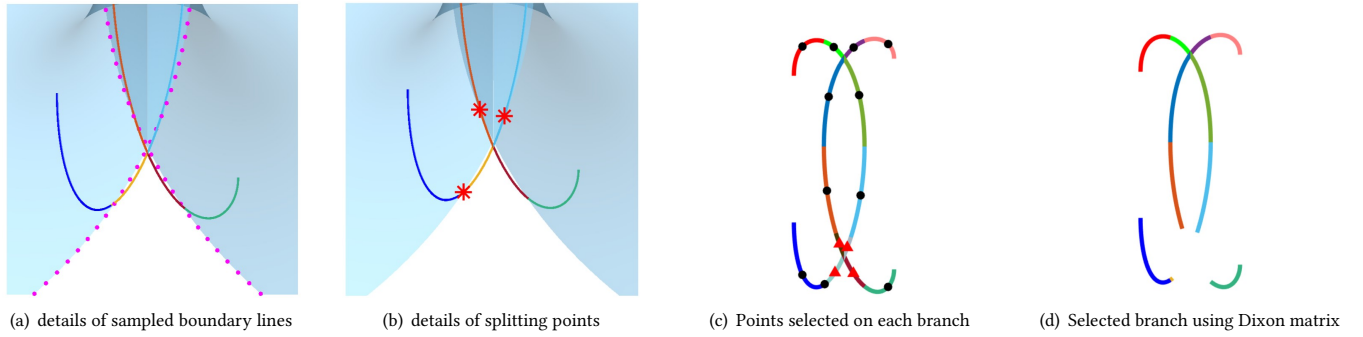 (a) details of sampled boundary lines
(b) details of splitting points
(c) Points selected on each branch
(d) Selected branch using Dixon matrix